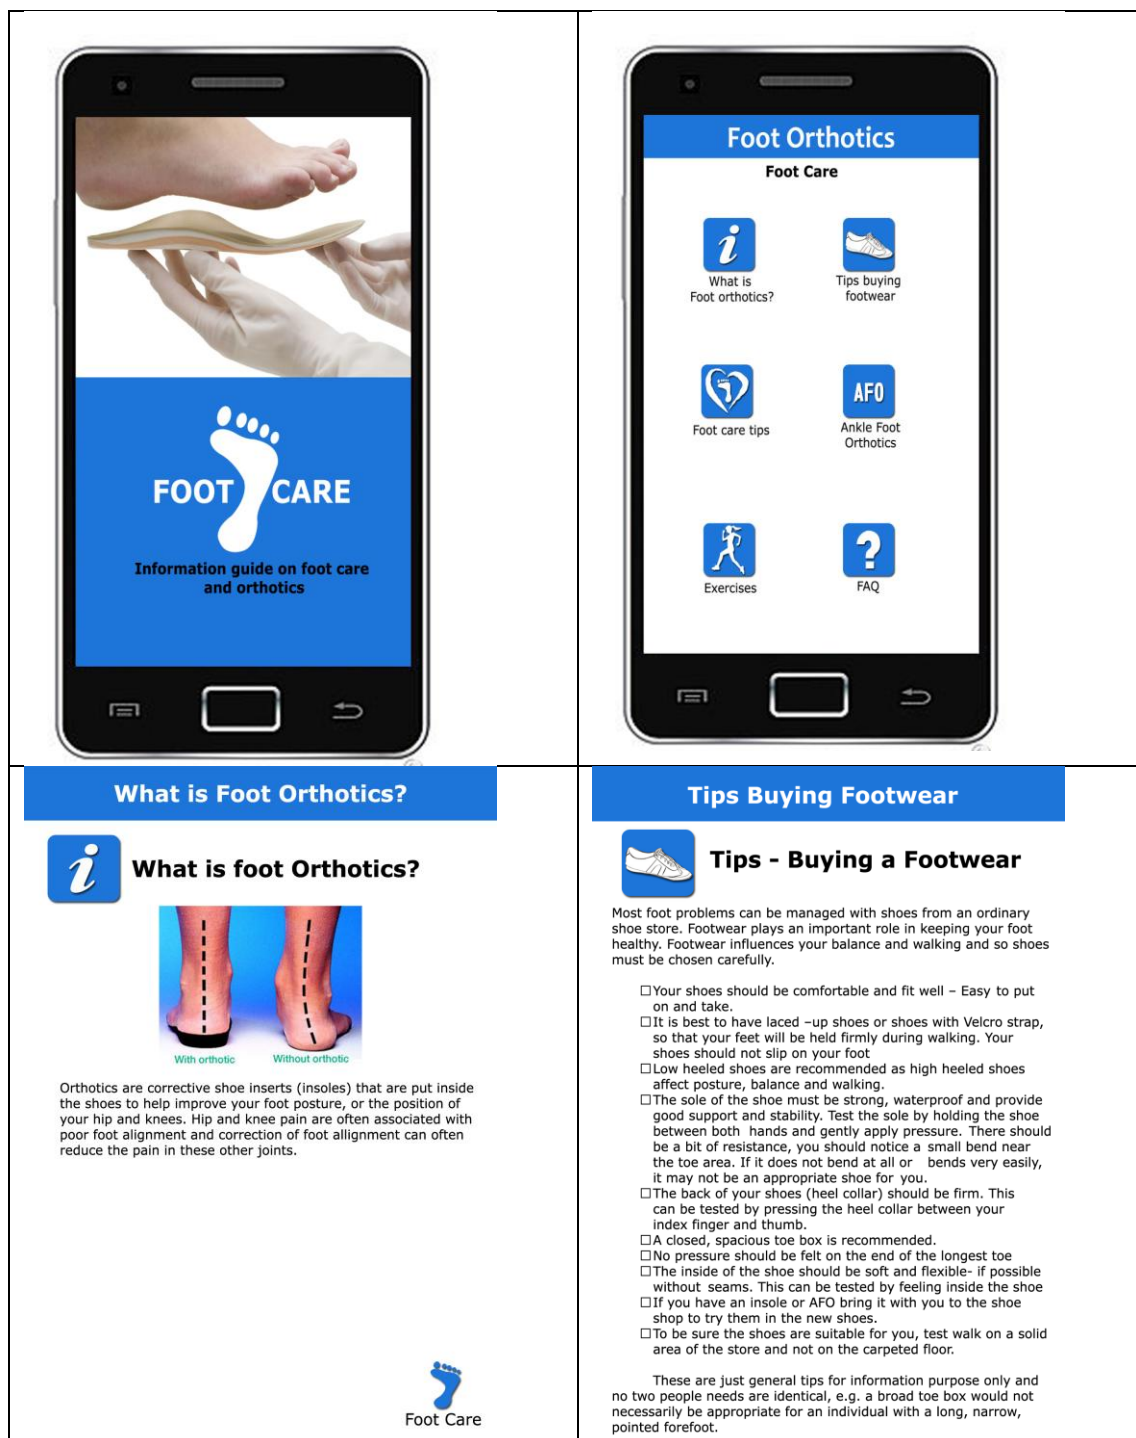 FOOT CARE
Information guide on foot care
and orthotics
Foot Orthotics
Foot Care
What is
Foot orthotics?
Tips buying
footwear
Foot care tips
AFO
Ankle Foot
Orthotics
Exercises
?
FAQ
What is Foot Orthotics?
i
What is foot Orthotics?
With orthotic
Without orthotic
Orthotics are corrective shoe inserts (insoles) that are put inside
the shoes to help improve your foot posture, or the position of
your hip and knees. Hip and knee pain are often associated with
poor foot alignment and correction of foot allignment can often
reduce the pain in these other joints.
Foot Care
Tips Buying Footwear
Tips - Buying a Footwear
Most foot problems can be managed with shoes from an ordinary
shoe store. Footwear plays an important role in keeping your foot
healthy. Footwear influences your balance and walking and so shoes
must be chosen carefully.
☐Your shoes should be comfortable and fit well – Easy to put
on and take.
☐It is best to have laced –up shoes or shoes with Velcro strap,
so that your feet will be held firmly during walking. Your
shoes should not slip on your foot
☐Low heeled shoes are recommended as high heeled shoes
affect posture, balance and walking.
☐The sole of the shoe must be strong, waterproof and provide
good support and stability. Test the sole by holding the shoe
between both hands and gently apply pressure. There should
be a bit of resistance, you should notice a small bend near
the toe area. If it does not bend at all or bends very easily,
it may not be an appropriate shoe for you.
☐The back of your shoes (heel collar) should be firm. This
can be tested by pressing the heel collar between your
index finger and thumb.
☐A closed, spacious toe box is recommended.
☐No pressure should be felt on the end of the longest toe
☐The inside of the shoe should be soft and flexible- if possible
without seams. This can be tested by feeling inside the shoe
☐If you have an insole or AFO bring it with you to the shoe
shop to try them in the new shoes.
☐To be sure the shoes are suitable for you, test walk on a solid
area of the store and not on the carpeted floor.
These are just general tips for information purpose only and
no two people needs are identical, e.g. a broad toe box would not
necessarily be appropriate for an individual with a long, narrow,
pointed forefoot.